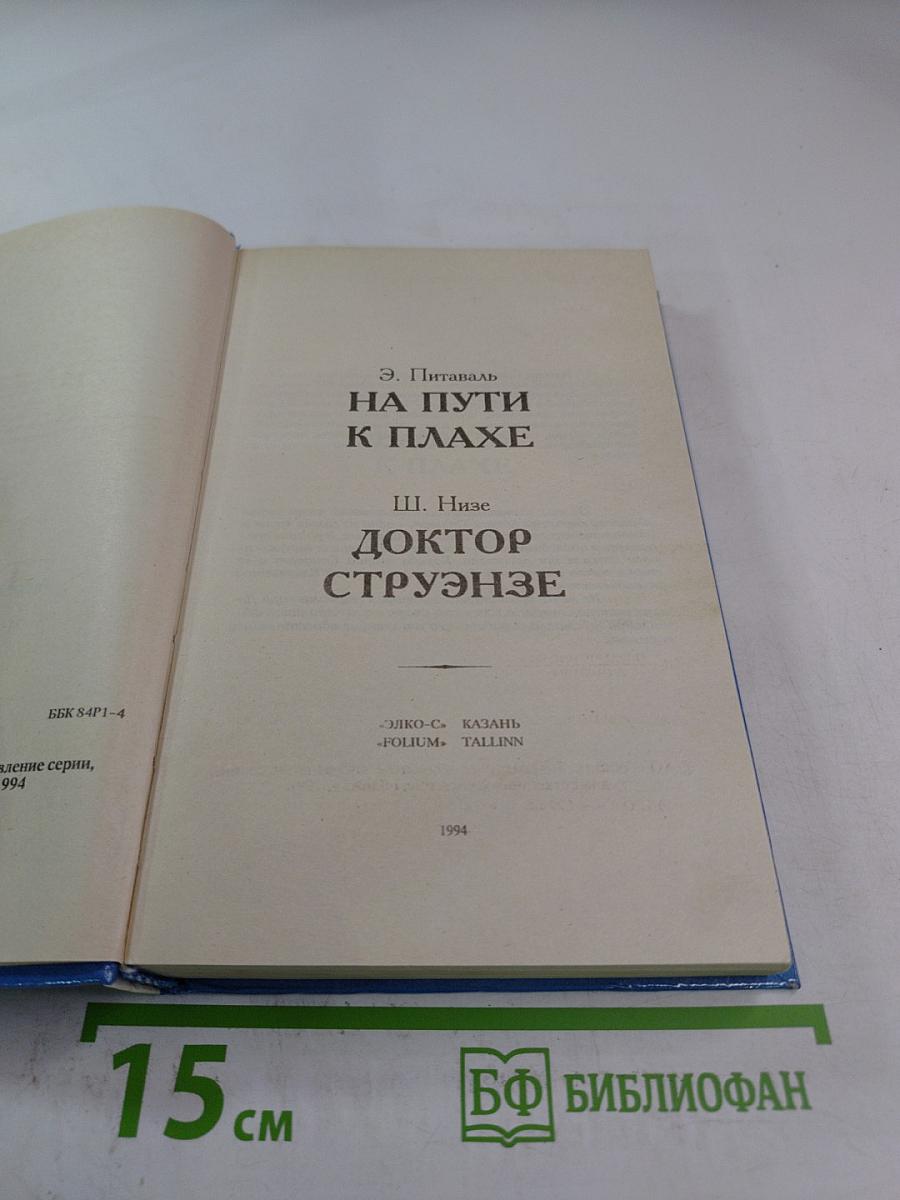 ББК 84Р1-4
вление серии,
994
Э. Питаваль
НА ПУТИ
К ПЛАХЕ
Ш. Низе
ДОКТОР
СТРУЭНЗЕ
«ЭЛКО-С» КАЗАНЬ
«FOLIUM» TALLINN
1994
15 см
БФ БИБЛИОФАН